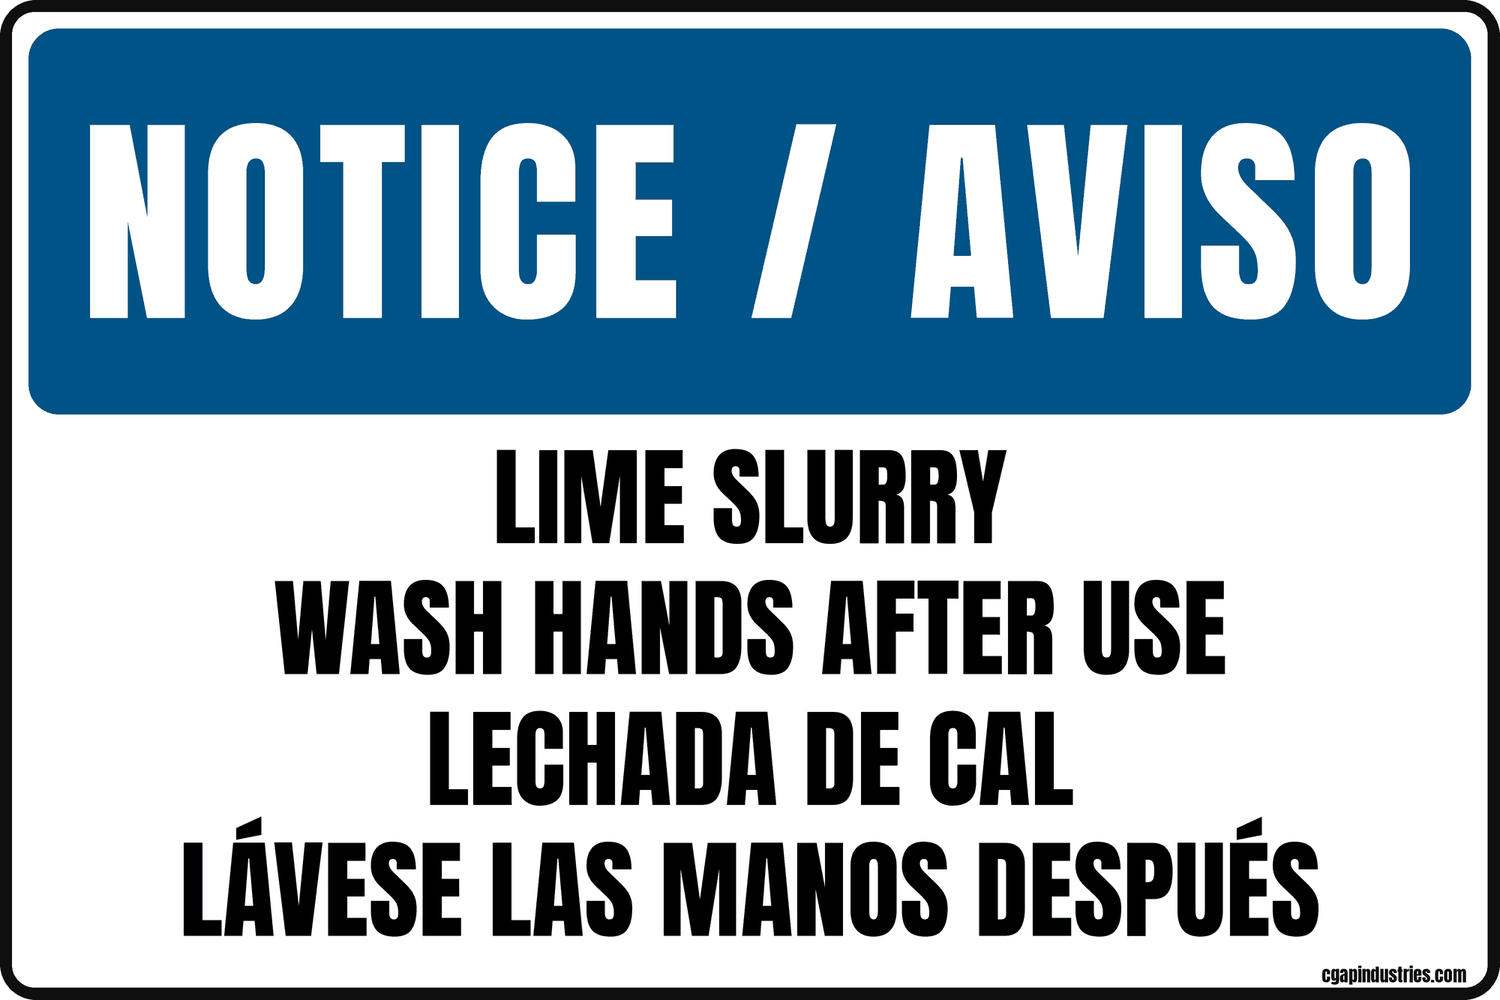 NOTICE / AVISO
LIME SLURRY
WASH HANDS AFTER USE
LECHADA DE CAL
LÁVESE LAS MANOS DESPUÉS
cgapindustries.com